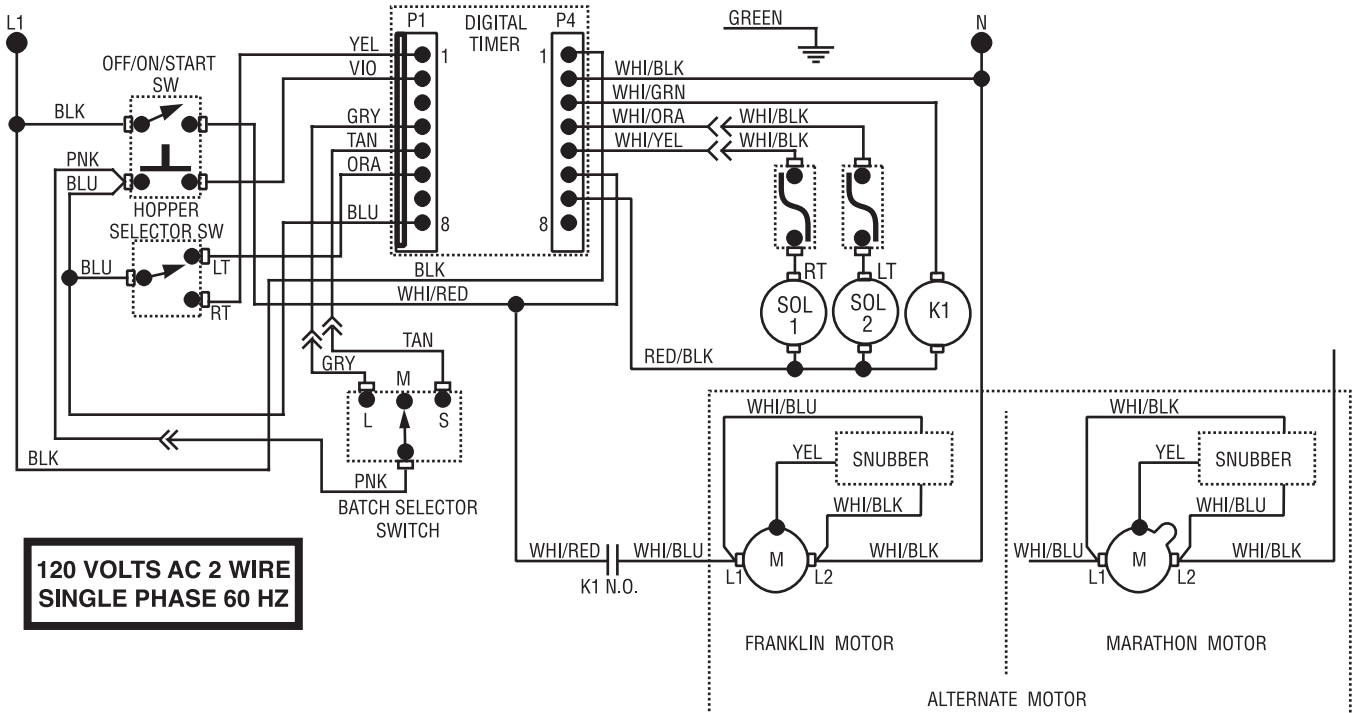 L1
P1
DIGITAL
TIMER
P4
GREEN
N
OFF/ON/START
SW
YEL
1
1
VIO
WHI/BLK
WHI/GRN
BLK
GRY
WHI/ORA
WHI/BLK
TAN
WHI/YEL
WHI/BLK
PNK
ORA
BLU
HOPPER
SELECTOR SW
BLU
8
8
BLU
LT
BLK
RT
LT
RT
WHI/RED
SOL
1
SOL
2
K1
TAN
GRY
M
RED/BLK
L
S
BLK
PNK
BATCH SELECTOR
SWITCH
WHI/BLU
WHI/BLK
YEL
SNUBBER
YEL
SNUBBER
WHI/BLK
WHI/BLU
120 VOLTS AC 2 WIRE
SINGLE PHASE 60 HZ
WHI/RED
WHI/BLU
M
WHI/BLK
WHI/BLU
M
WHI/BLK
K1 N.O.
L1
L2
L1
L2
FRANKLIN MOTOR
MARATHON MOTOR
ALTERNATE MOTOR